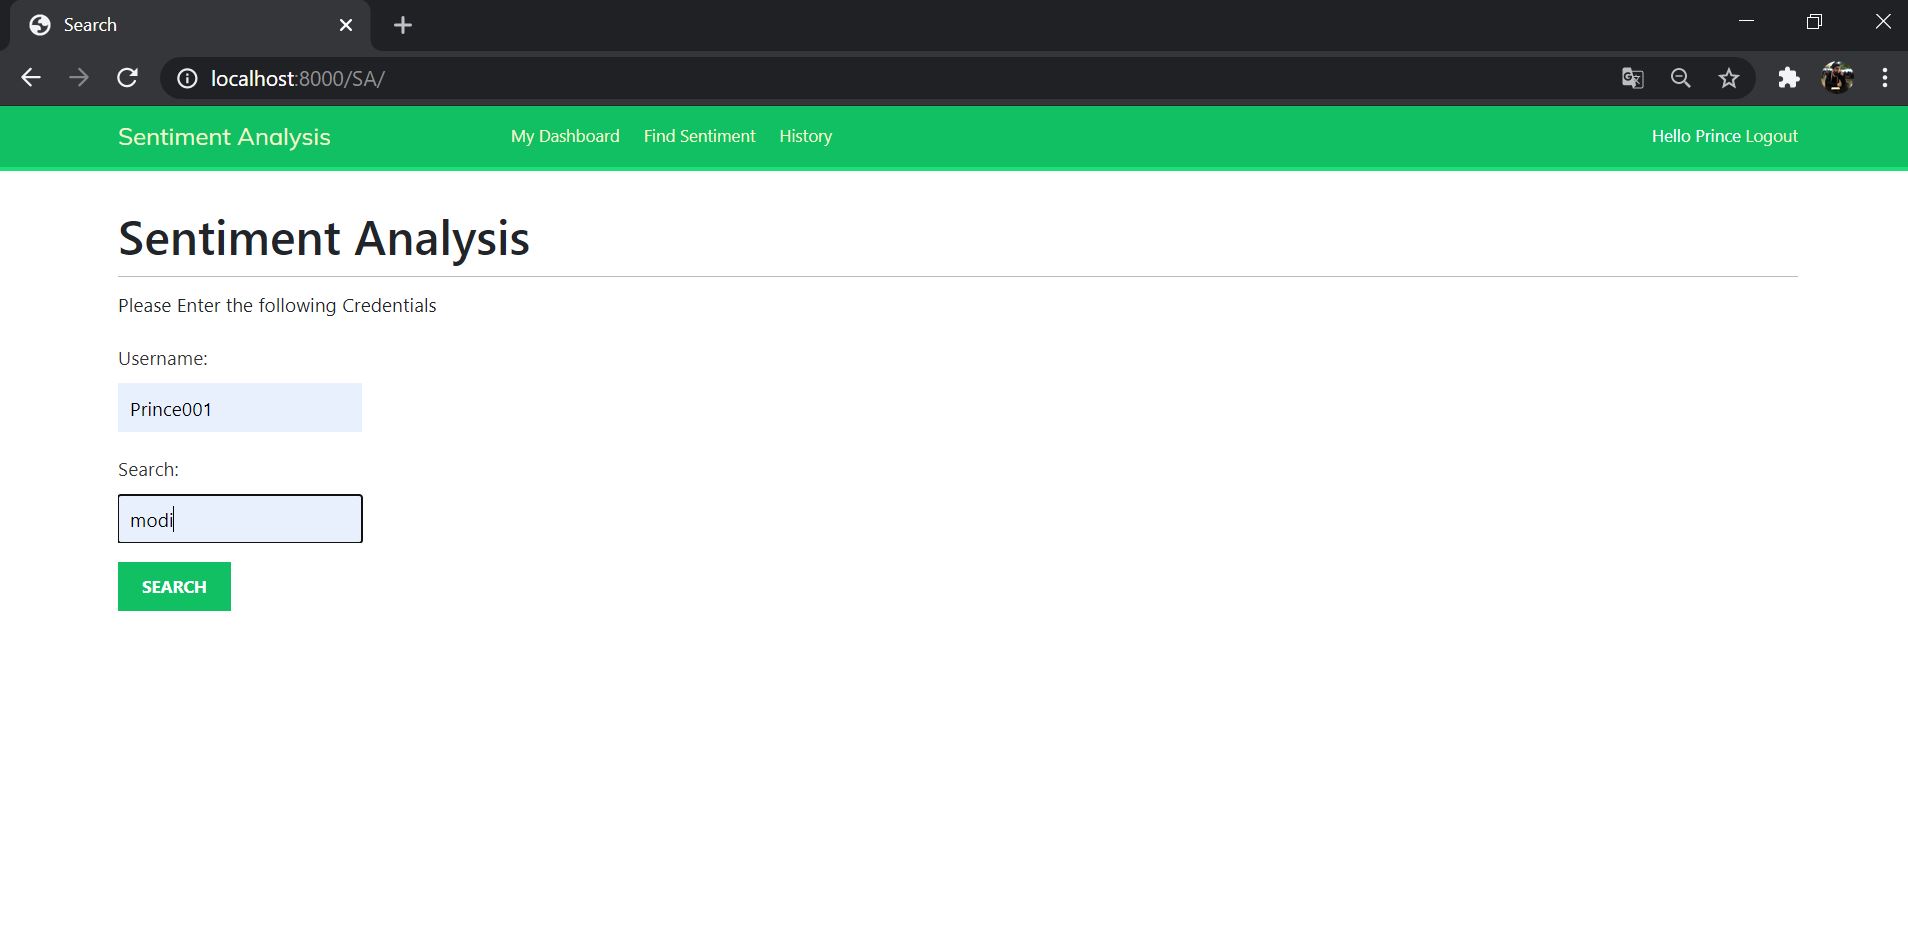 Search
localhost:8000/SA/
Sentiment Analysis My Dashboard Find Sentiment History Hello Prince Logout
Sentiment Analysis
Please Enter the following Credentials
Username:
Prince001
Search:
modi
SEARCH